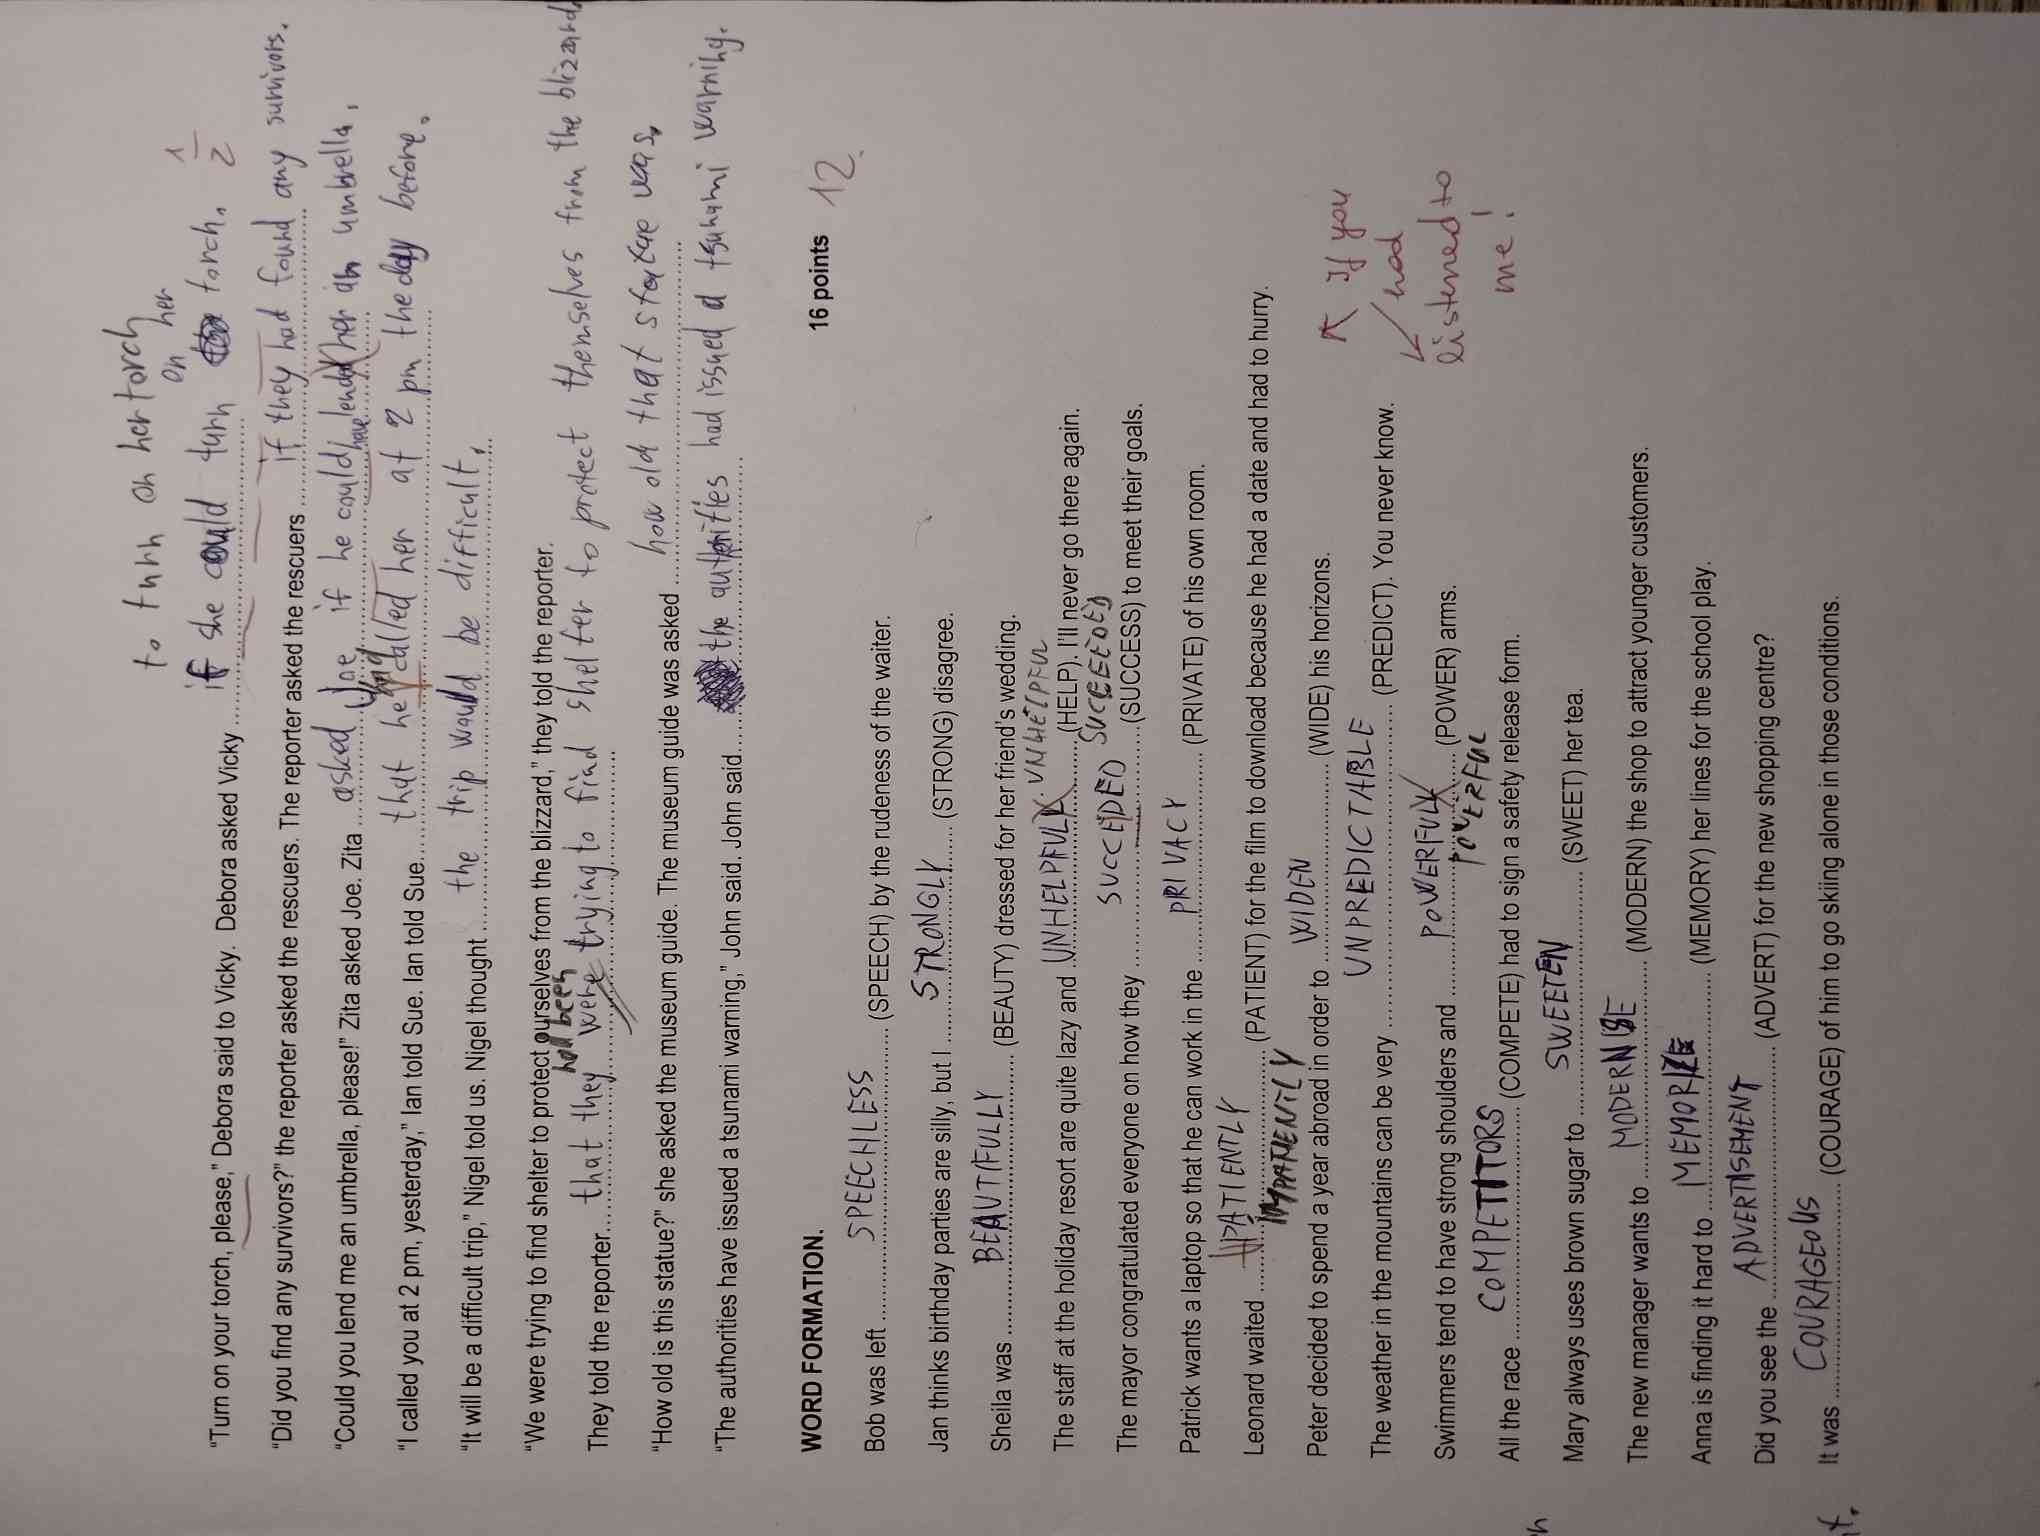 to turn on her torch
on her
"Turn on your torch, please," Debora said to Vicky. Debora asked Vicky if she could turn torch. 1/2
"Did you find any survivors?" the reporter asked the rescuers. The reporter asked the rescuers if they had found any survivors.
"Could you lend me an umbrella, please!" Zita asked Joe. Zita asked Joe if he could have lend her an umbrella.
"I called you at 2 pm, yesterday," Ian told Sue. Ian told Sue that he had called her at 2 pm the day before.
"It will be a difficult trip," Nigel told us. Nigel thought the trip would be difficult.
"We were trying to find shelter to protect ourselves from the blizzard," they told the reporter.
had been
They told the reporter that they were trying to find shelter to protect themselves from the blizzard.
"How old is this statue?" she asked the museum guide. The museum guide was asked how old that statue was.
"The authorities have issued a tsunami warning," John said. John said the authorities had issued a tsunami warning.
WORD FORMATION. 16 points 12
Bob was left SPEECHLESS (SPEECH) by the rudeness of the waiter.
Jan thinks birthday parties are silly, but I STRONGLY (STRONG) disagree.
Sheila was BEAUTIFULLY (BEAUTY) dressed for her friend's wedding.
UNHELPFUL
The staff at the holiday resort are quite lazy and UNHELPFULL (HELP). I'll never go there again.
SUCCEEDED
The mayor congratulated everyone on how they SUCCEDED (SUCCESS) to meet their goals.
Patrick wants a laptop so that he can work in the PRIVACY (PRIVATE) of his own room.
Leonard waited PATIENTLY (PATIENT) for the film to download because he had a date and had to hurry.
IMPATIENTLY
Peter decided to spend a year abroad in order to WIDEN (WIDE) his horizons.
If you
The weather in the mountains can be very UNPREDICTABLE (PREDICT). You never know.
had
Swimmers tend to have strong shoulders and POWERFULL (POWER) arms.
listened to
POWERFUL
me!
All the race COMPETITORS (COMPETE) had to sign a safety release form.
h
Mary always uses brown sugar to SWEETEN (SWEET) her tea.
The new manager wants to MODERNISE (MODERN) the shop to attract younger customers.
Anna is finding it hard to MEMORIZE (MEMORY) her lines for the school play.
Did you see the ADVERTISEMENT (ADVERT) for the new shopping centre?
It was COURAGEOUS (COURAGE) of him to go skiing alone in those conditions.